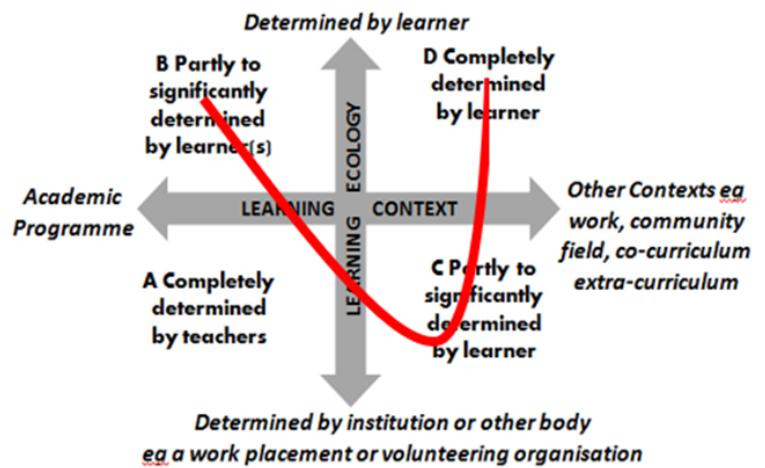 Determined by learner
B Partly to
significantly
determined
by learner(s)
D Completely
determined
by learner
ECOLOGY
Academic
Programme
LEARNING CONTEXT
Other Contexts eg
work, community
field, co-curriculum
extra-curriculum
LEARNING
A Completely
determined
by teachers
C Partly to
significantly
determined
by learner
Determined by institution or other body
eg a work placement or volunteering organisation